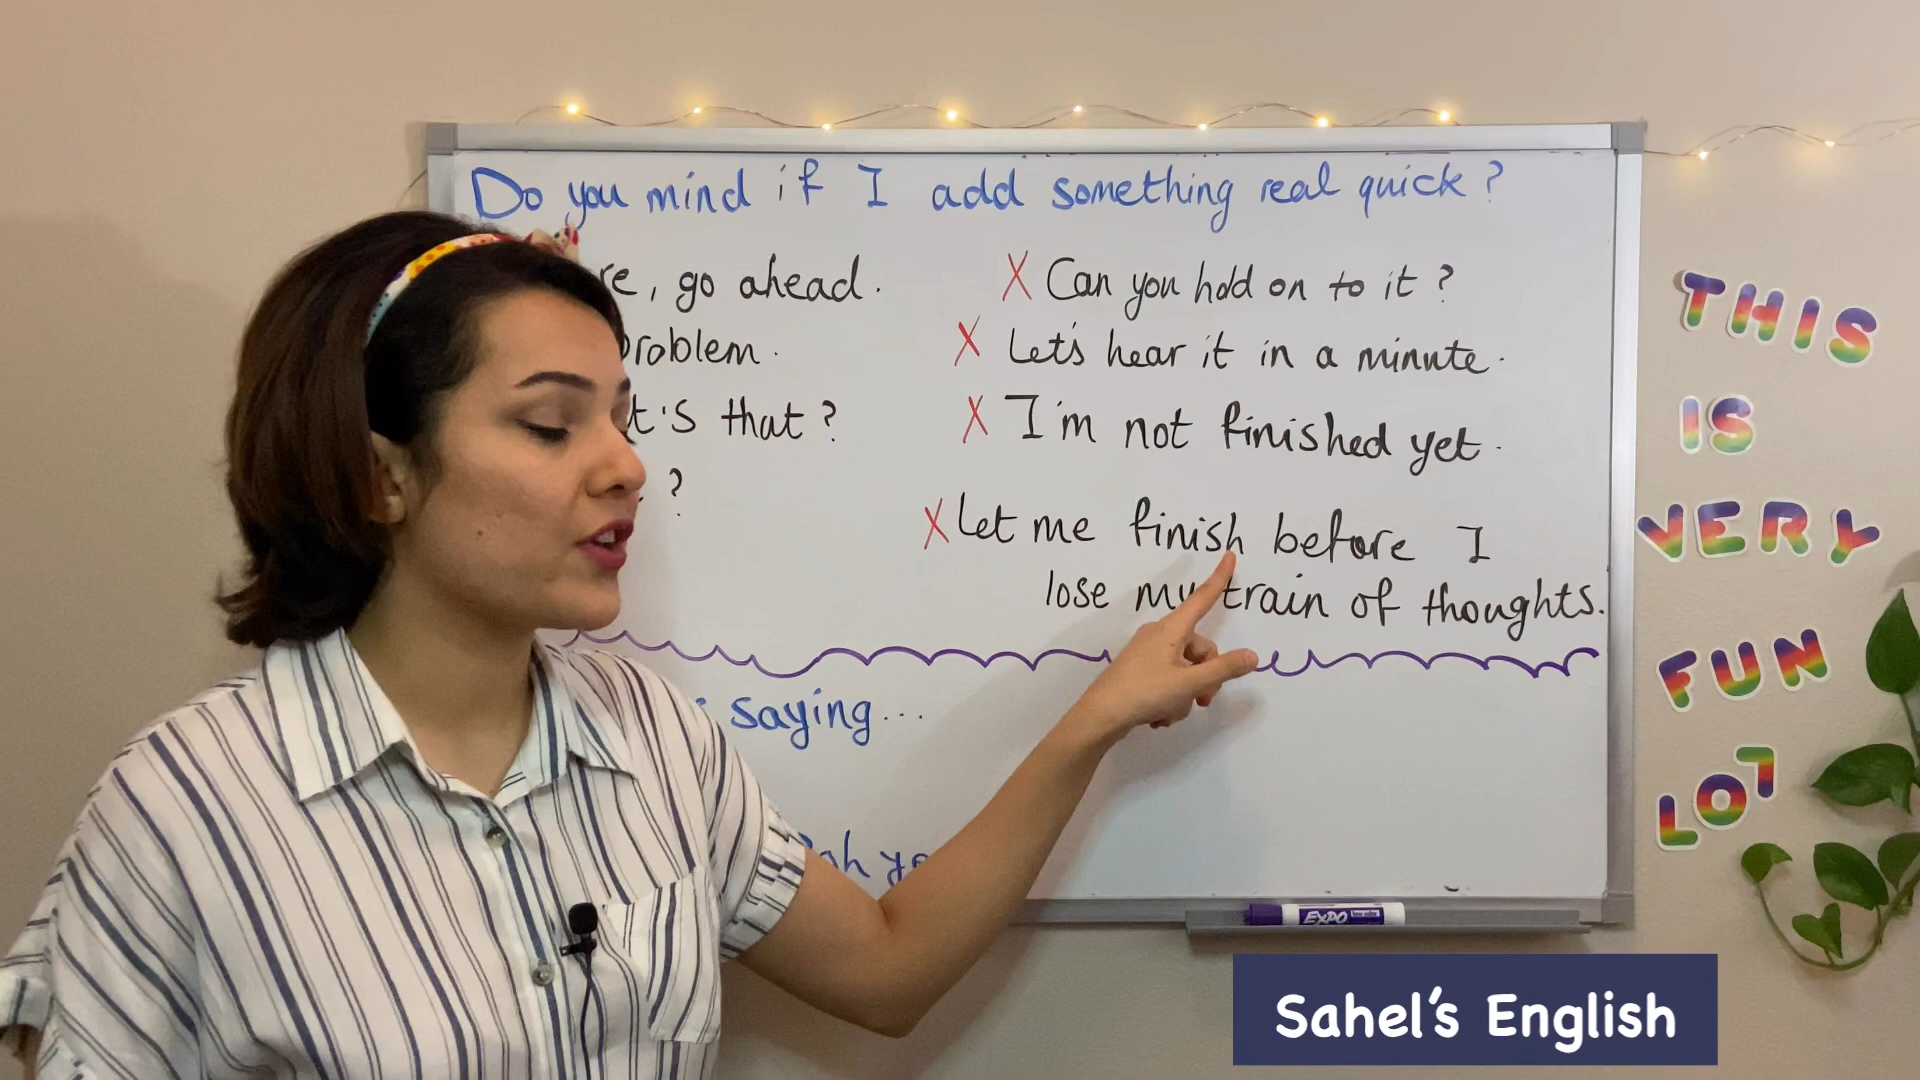 Do you mind if I add something real quick?
re, go ahead.
X Can you hold on to it?
problem.
X Let's hear it in a minute.
t's that?
X I'm not finished yet.
?
X Let me finish before I
lose my train of thoughts.
saying...
THIS
IS
VERY
FUN
LOT
EXPO
Sahel's English